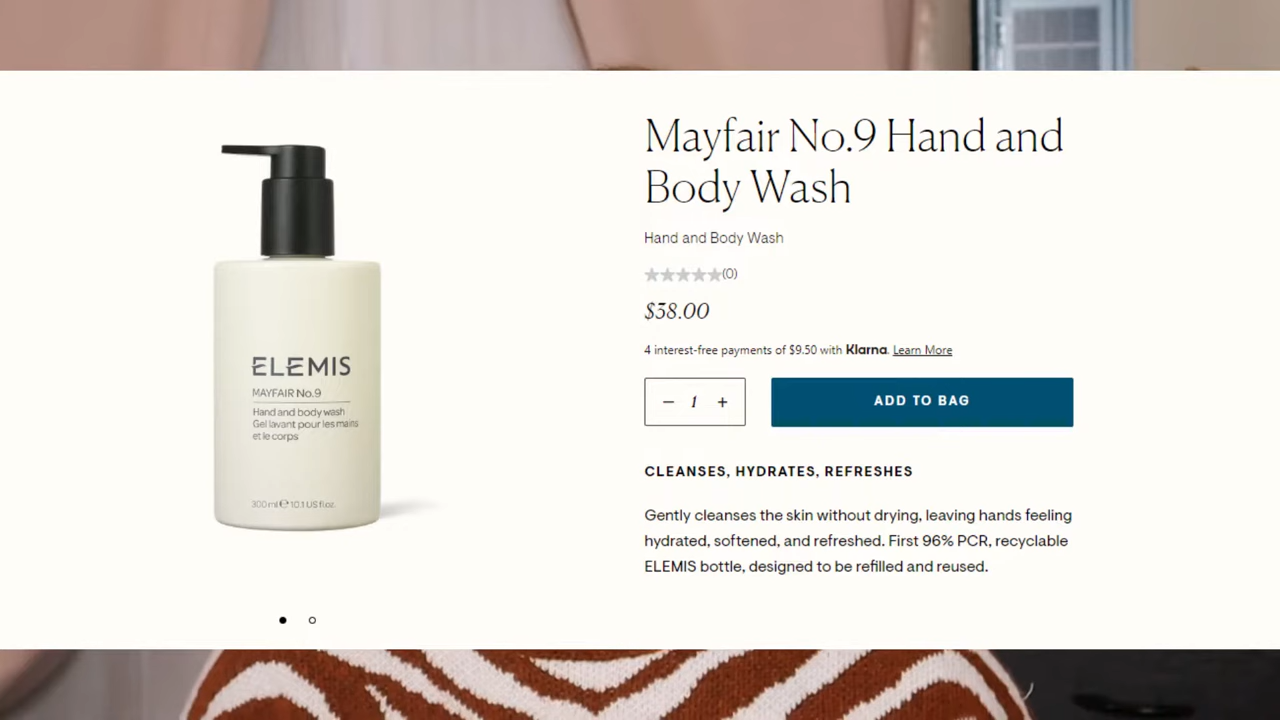 ELEMIS
MAYFAIR No.9
Hand and body wash
Gel lavant pour les mains
et le corps
300 ml ℮ 10.1 US fl.oz.
Mayfair No.9 Hand and
Body Wash
Hand and Body Wash
★★★★★(0)
$38.00
4 interest-free payments of $9.50 with Klarna. Learn More
− 1 +
ADD TO BAG
CLEANSES, HYDRATES, REFRESHES
Gently cleanses the skin without drying, leaving hands feeling
hydrated, softened, and refreshed. First 96% PCR, recyclable
ELEMIS bottle, designed to be refilled and reused.